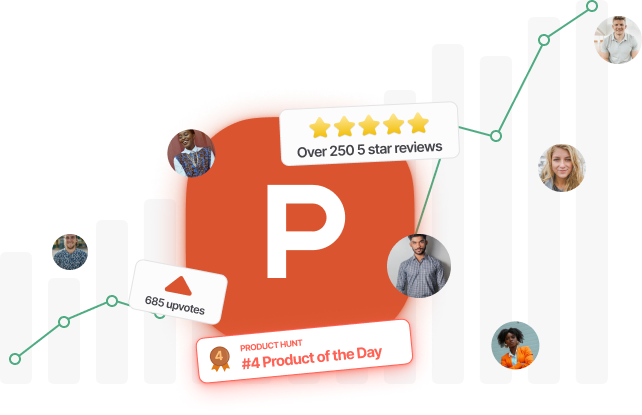 Over 250 5 star reviews
P
685 upvotes
4
PRODUCT HUNT
#4 Product of the Day